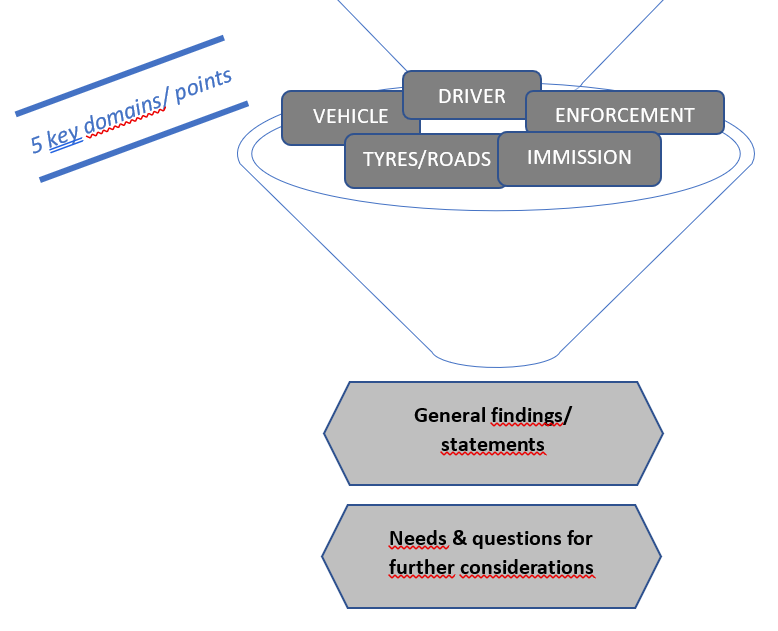 5 key domains/ points
DRIVER
VEHICLE
ENFORCEMENT
TYRES/ROADS
IMMISSION
General findings/
statements
Needs & questions for
further considerations